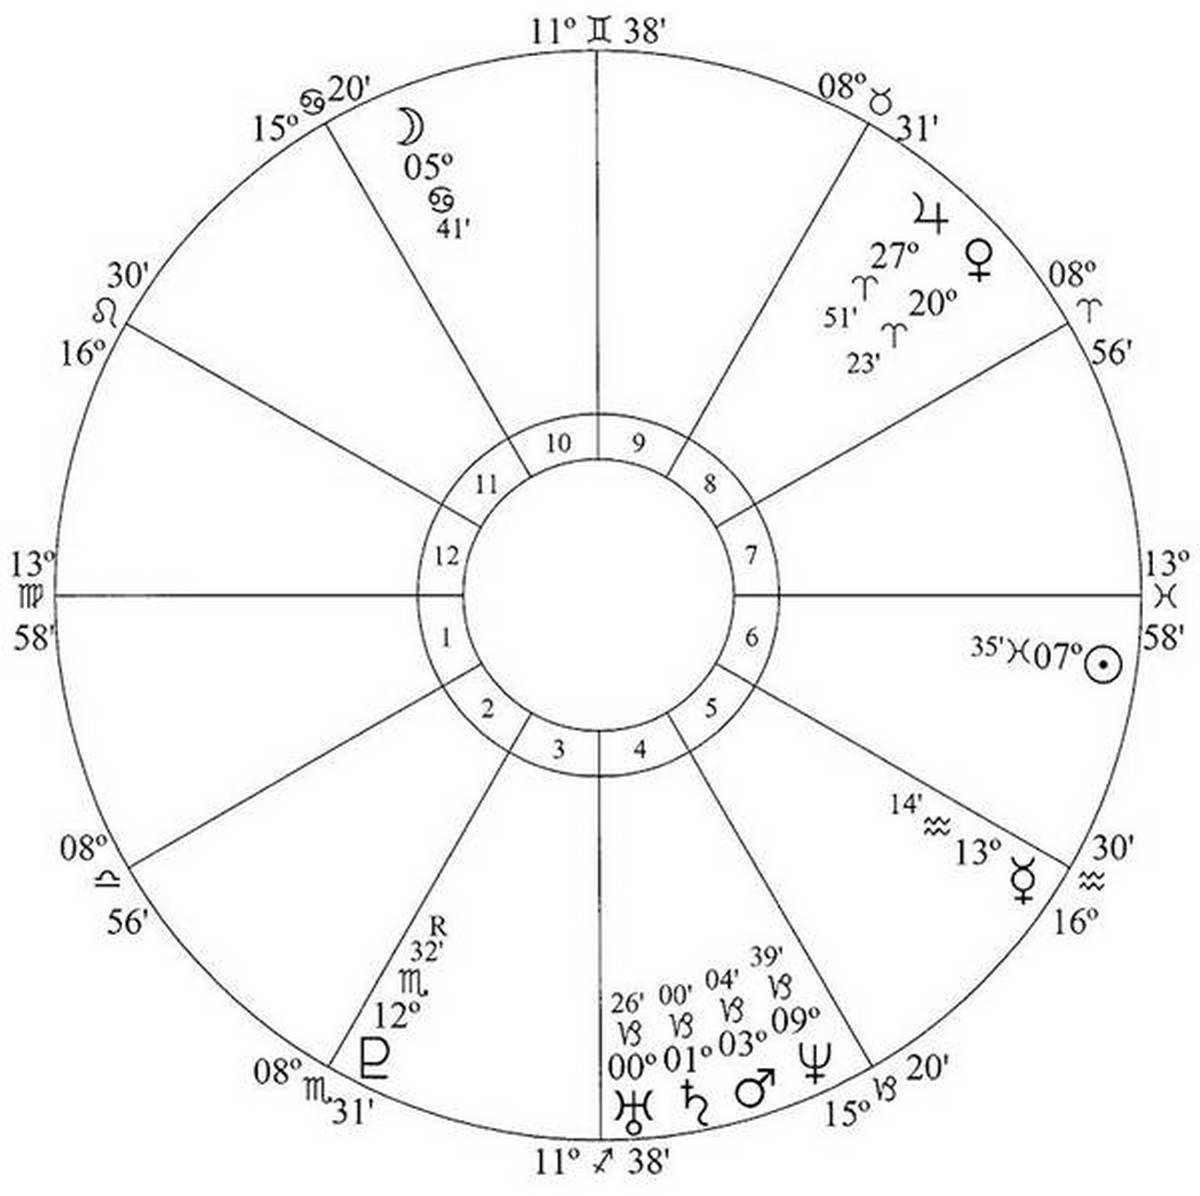 11º ♊ 38'
08º ♉ 31'
15º ♋ 20'
☽
05º
♋
41'
♃
27º
♈
51'
♀
20º
♈
23'
30'
♌
16º
08º
♈
56'
10
9
11
8
12
7
1
6
2
5
3
4
13º
♍
58'
13º
♓
58'
35' ♓ 07º ☉
14' ♒ 13º ☿
30'
♒
16º
08º
♎
56'
R
32'
♏
12º
♇
26'
♑
00º
♅
00'
♑
01º
♄
04'
♑
03º
♂
39'
♑
09º
♆
08º ♏ 31'
15º ♑ 20'
11º ♐ 38'